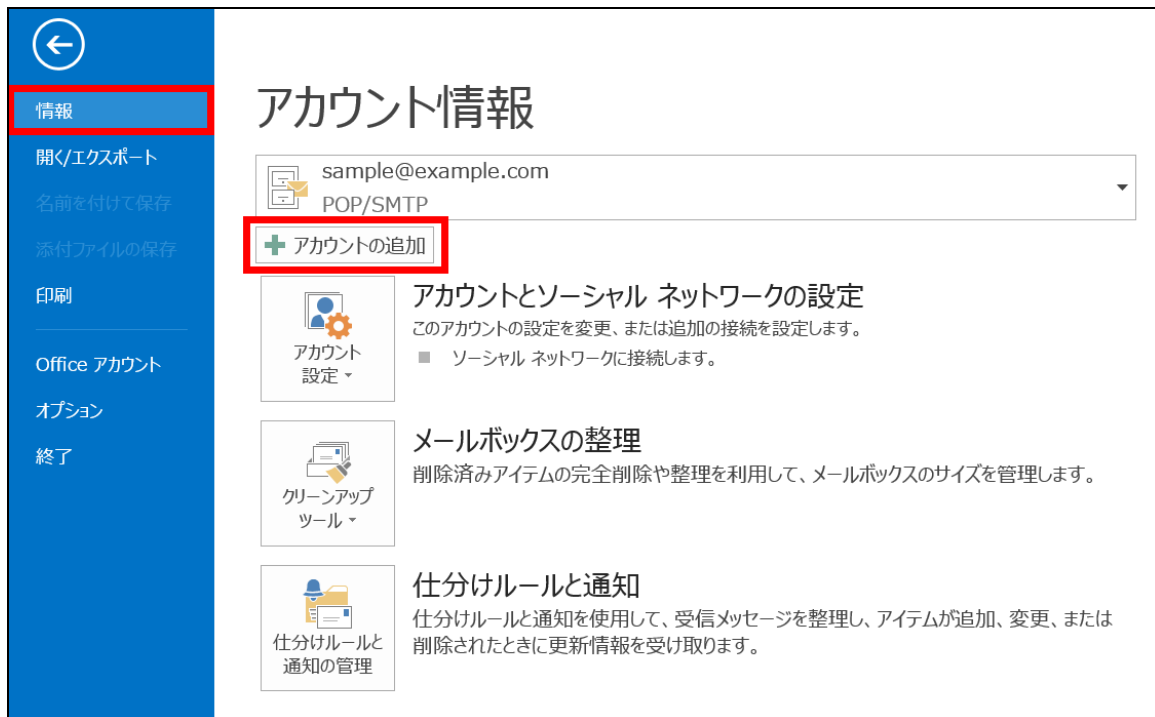 情報
開く/エクスポート
名前を付けて保存
添付ファイルの保存
印刷
Office アカウント
オプション
終了
アカウント情報
sample@example.com
POP/SMTP
アカウントの追加
アカウント
設定
アカウントとソーシャル ネットワークの設定
このアカウントの設定を変更、または追加の接続を設定します。
ソーシャル ネットワークに接続します。
クリーンアップ
ツール
メールボックスの整理
削除済みアイテムの完全削除や整理を利用して、メールボックスのサイズを管理します。
仕分けルールと
通知の管理
仕分けルールと通知
仕分けルールと通知を使用して、受信メッセージを整理し、アイテムが追加、変更、または
削除されたときに更新情報を受け取ります。